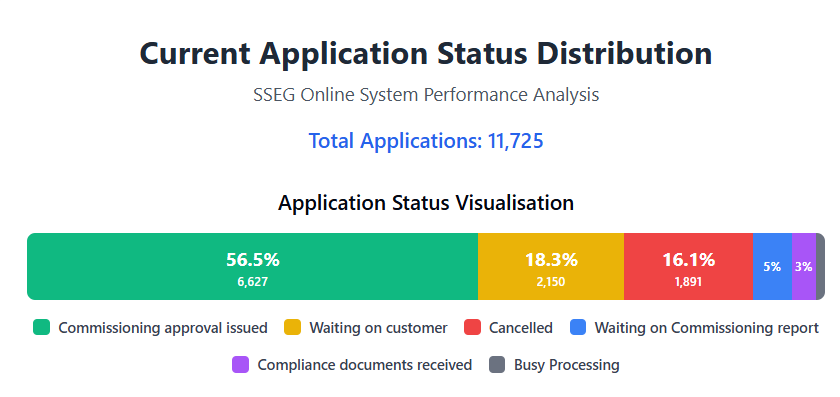 Current Application Status Distribution
SSEG Online System Performance Analysis
Total Applications: 11,725
Application Status Visualisation
56.5% 18.3% 16.1% 5% 3%
6,627 2,150 1,891
Commissioning approval issued Waiting on customer Cancelled Waiting on Commissioning report
Compliance documents received Busy Processing